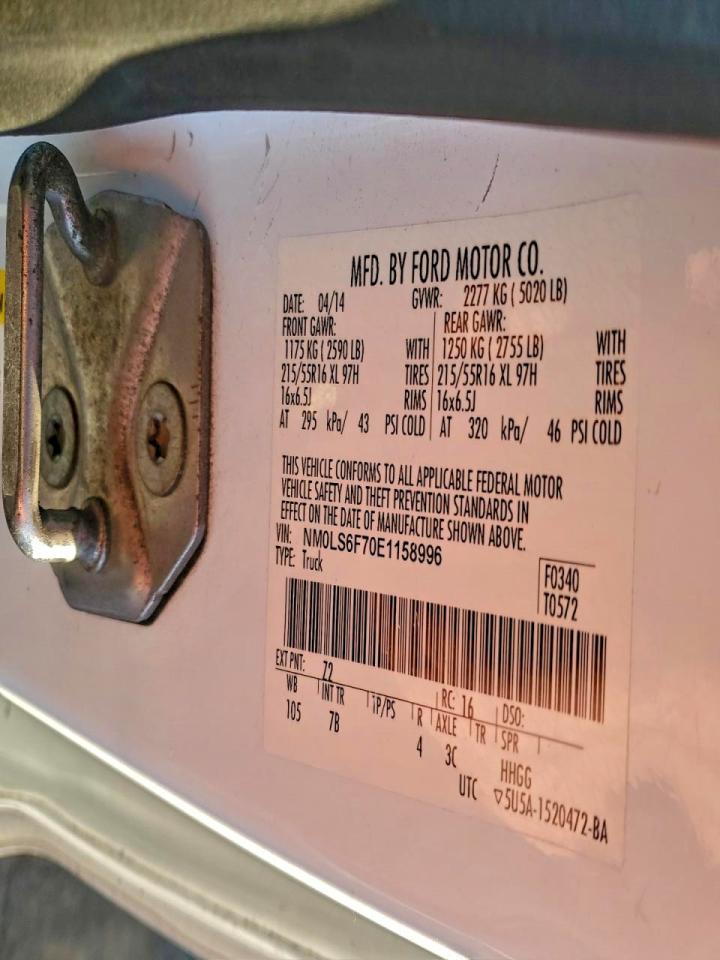 MFD. BY FORD MOTOR CO.
DATE: 04/14 GVWR: 2277 KG ( 5020 LB)
FRONT GAWR: REAR GAWR:
1175 KG ( 2590 LB) WITH 1250 KG ( 2755 LB) WITH
215/55R16 XL 97H TIRES 215/55R16 XL 97H TIRES
16x6.5J RIMS 16x6.5J RIMS
AT 295 kPa/ 43 PSI COLD AT 320 kPa/ 46 PSI COLD
THIS VEHICLE CONFORMS TO ALL APPLICABLE FEDERAL MOTOR
VEHICLE SAFETY AND THEFT PREVENTION STANDARDS IN
EFFECT ON THE DATE OF MANUFACTURE SHOWN ABOVE.
VIN: NM0LS6F70E1158996
TYPE: Truck
F0340
T0572
EXT PNT: Z2 RC: 16 DSO:
WB INT TR TP/PS R AXLE TR SPR
105 7B 4 3C HHGG
UTC ▽5U5A-1520472-BA